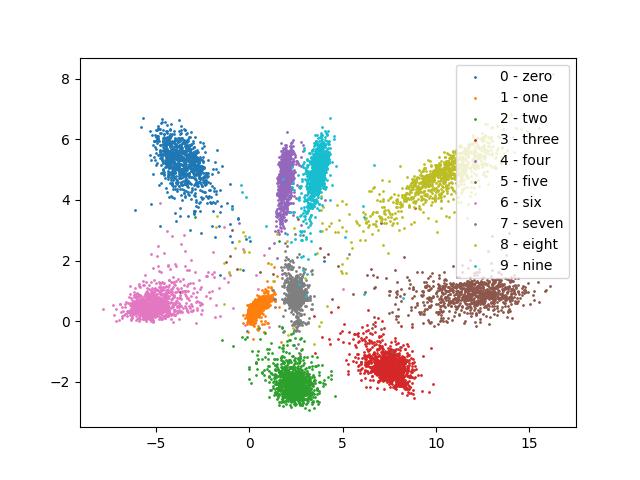 8
6
4
2
0
−2
−5
0
5
10
15
0 - zero
1 - one
2 - two
3 - three
4 - four
5 - five
6 - six
7 - seven
8 - eight
9 - nine